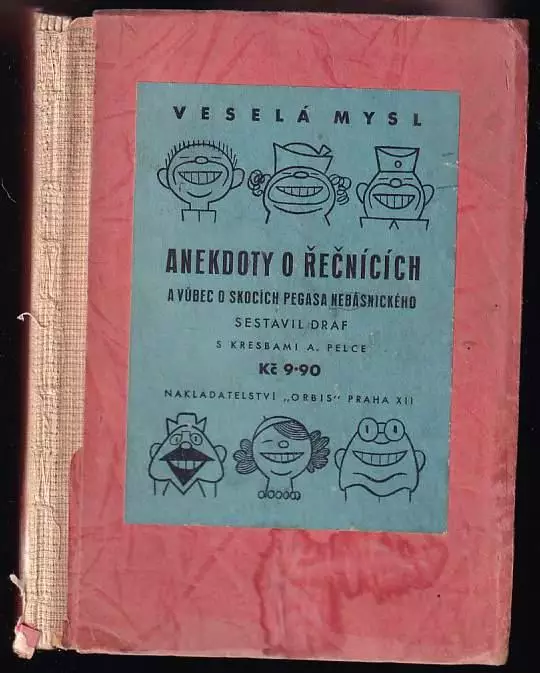 VESELÁ MYSL
ANEKDOTY O ŘEČNÍCÍCH
A VŮBEC O SKOCÍCH PEGASA NEBÁSNICKÉHO
SESTAVIL DRAF
S KRESBAMI A. PELCE
Kč 9·90
NAKLADATELSTVÍ „ORBIS" PRAHA XII